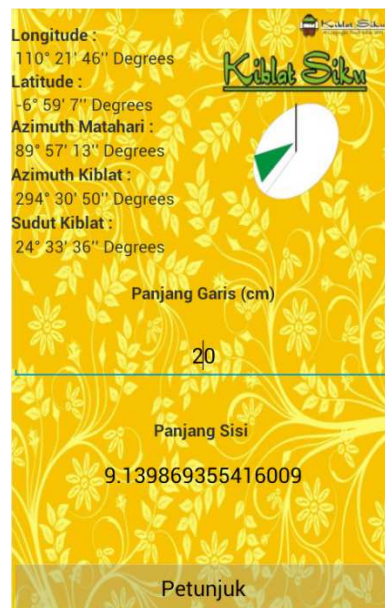 Kiblat Siku
Longitude :
110° 21' 46'' Degrees
Latitude :
-6° 59' 7'' Degrees
Azimuth Matahari :
89° 57' 13'' Degrees
Azimuth Kiblat :
294° 30' 50'' Degrees
Sudut Kiblat :
24° 33' 36'' Degrees
Kiblat Siku
Panjang Garis (cm)
20
Panjang Sisi
9.139869355416009
Petunjuk